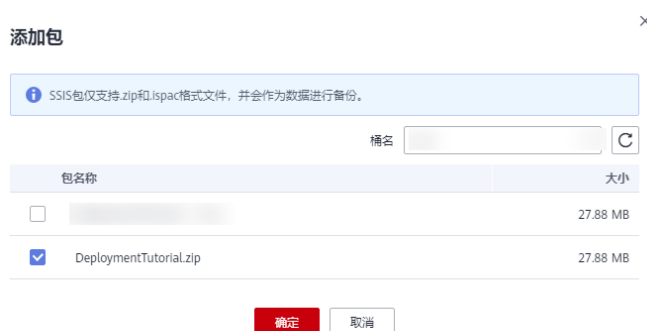 添加包
SSIS包仅支持.zip和.ispac格式文件，并会作为数据进行备份。
桶名
包名称 大小
27.88 MB
DeploymentTutorial.zip 27.88 MB
确定 取消